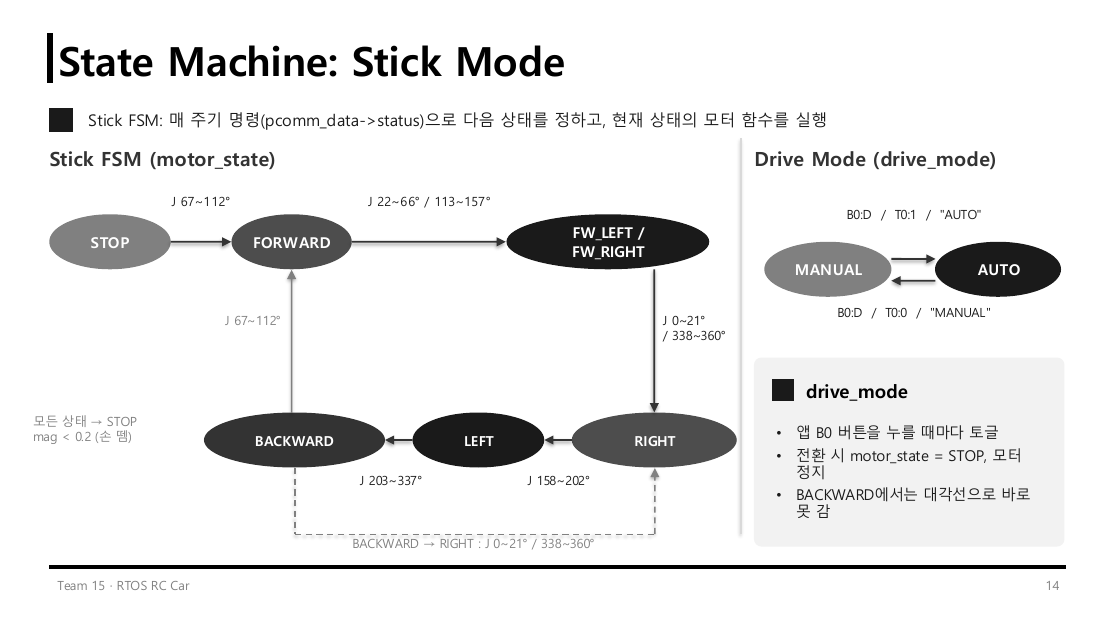 State Machine: Stick Mode
Stick FSM: 매 주기 명령(pcomm_data->status)으로 다음 상태를 정하고, 현재 상태의 모터 함수를 실행
Stick FSM (motor_state)
J 67~112°
J 22~66° / 113~157°
STOP
FORWARD
FW_LEFT /
FW_RIGHT
J 67~112°
J 0~21°
/ 338~360°
모든 상태 → STOP
mag < 0.2 (손 뗌)
BACKWARD
LEFT
RIGHT
J 203~337°
J 158~202°
BACKWARD → RIGHT : J 0~21° / 338~360°
Drive Mode (drive_mode)
B0:D / T0:1 / "AUTO"
MANUAL
AUTO
B0:D / T0:0 / "MANUAL"
drive_mode
• 앱 B0 버튼을 누를 때마다 토글
• 전환 시 motor_state = STOP, 모터
정지
• BACKWARD에서는 대각선으로 바로
못 감
Team 15 · RTOS RC Car
14